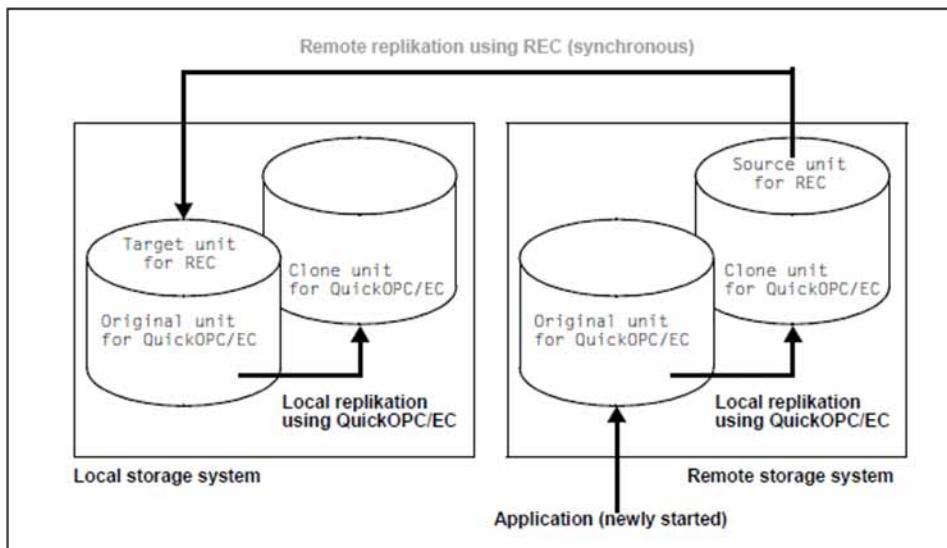 Remote replikation using REC (synchronous)
Target unit
for REC
Original unit
for QuickOPC/EC
Clone unit
for QuickOPC/EC
Local replikation
using QuickOPC/EC
Local storage system
Source unit
for REC
Clone unit
for QuickOPC/EC
Original unit
for QuickOPC/EC
Local replikation
using QuickOPC/EC
Remote storage system
Application (newly started)